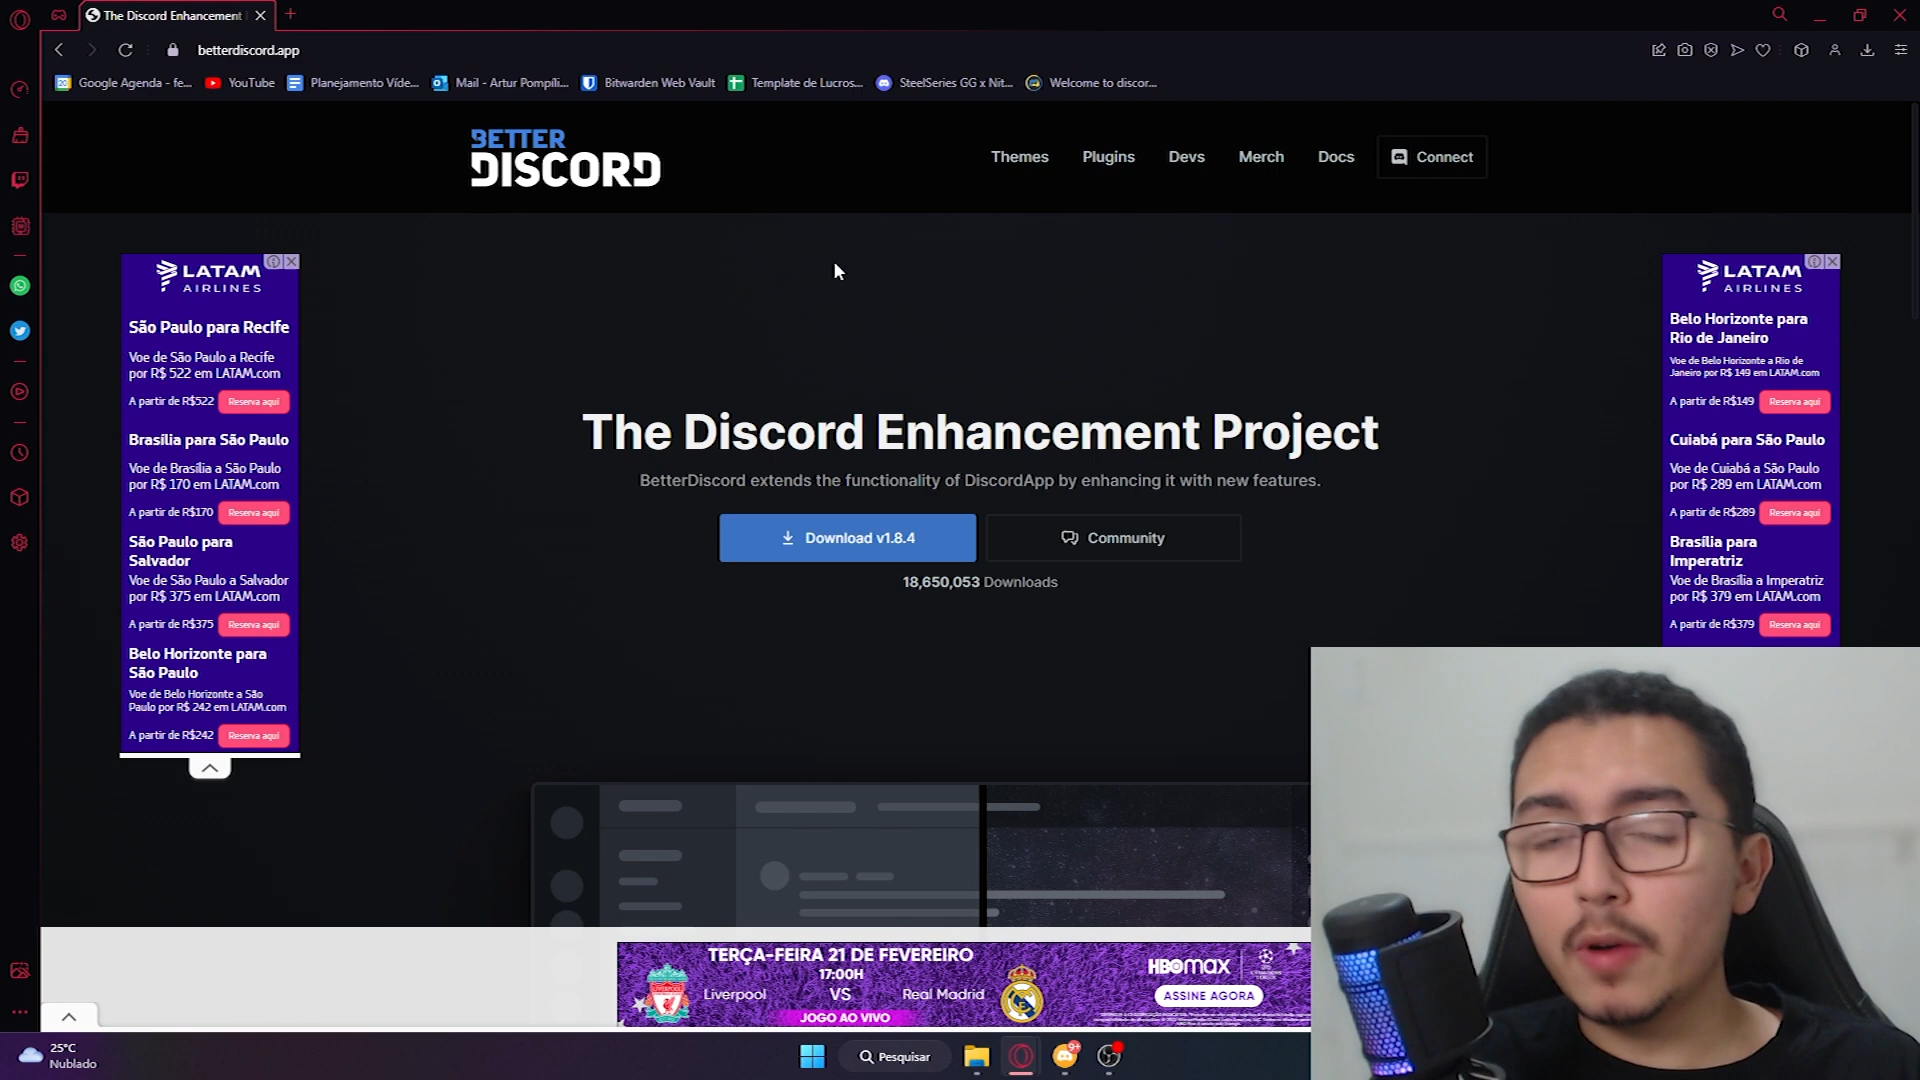 The Discord Enhancement
betterdiscord.app
Google Agenda - fe...
YouTube
Planejamento Víde...
Mail - Artur Pompili...
Bitwarden Web Vault
Template de Lucros...
SteelSeries GG x Nit...
Welcome to discor...
BETTER
DISCORD
Themes
Plugins
Devs
Merch
Docs
Connect
LATAM
AIRLINES
São Paulo para Recife
Voe de São Paulo a Recife
por R$ 522 em LATAM.com
A partir de R$522
Reserva aqui
Brasília para São Paulo
Voe de Brasília a São Paulo
por R$ 170 em LATAM.com
A partir de R$170
Reserva aqui
São Paulo para
Salvador
Voe de São Paulo a Salvador
por R$ 375 em LATAM.com
A partir de R$375
Reserva aqui
Belo Horizonte para
São Paulo
Voe de Belo Horizonte a São
Paulo por R$ 242 em LATAM.com
A partir de R$242
Reserva aqui
The Discord Enhancement Project
BetterDiscord extends the functionality of DiscordApp by enhancing it with new features.
Download v1.8.4
Community
18,650,053 Downloads
LATAM
AIRLINES
Belo Horizonte para
Rio de Janeiro
Voe de Belo Horizonte a Rio de
Janeiro por R$ 149 em LATAM.com
A partir de R$149
Reserva aqui
Cuiabá para São Paulo
Voe de Cuiabá a São Paulo
por R$ 289 em LATAM.com
A partir de R$289
Reserva aqui
Brasília para
Imperatriz
Voe de Brasília a Imperatriz
por R$ 379 em LATAM.com
A partir de R$379
Reserva aqui
TERÇA-FEIRA 21 DE FEVEREIRO
17:00H
Liverpool
VS
Real Madrid
JOGO AO VIVO
HBOMAX
ASSINE AGORA
25°C
Nublado
Pesquisar
9+